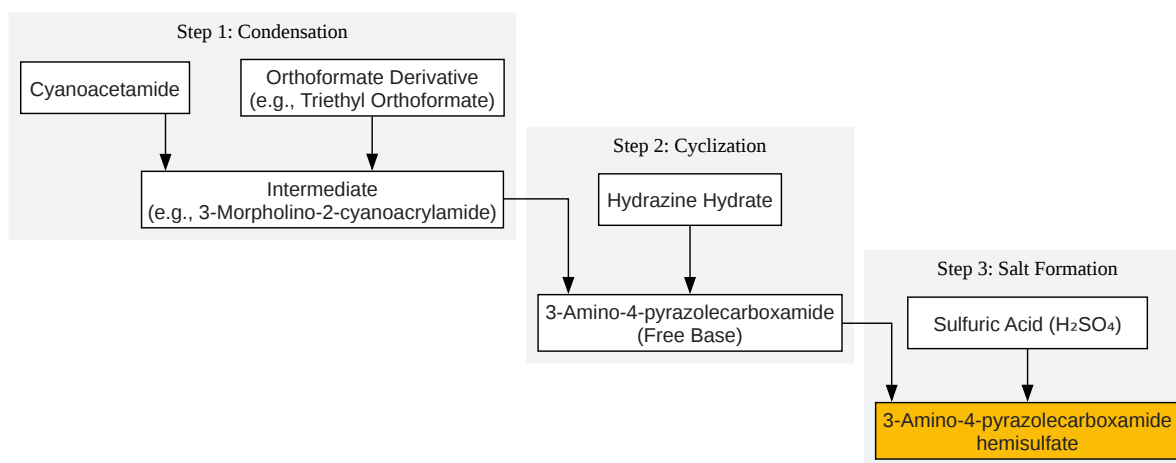 Step 1: Condensation
Cyanoacetamide
Orthoformate Derivative
(e.g., Triethyl Orthoformate)
Intermediate
(e.g., 3-Morpholino-2-cyanoacrylamide)
Step 2: Cyclization
Hydrazine Hydrate
3-Amino-4-pyrazolecarboxamide
(Free Base)
Step 3: Salt Formation
Sulfuric Acid (H₂SO₄)
3-Amino-4-pyrazolecarboxamide
hemisulfate